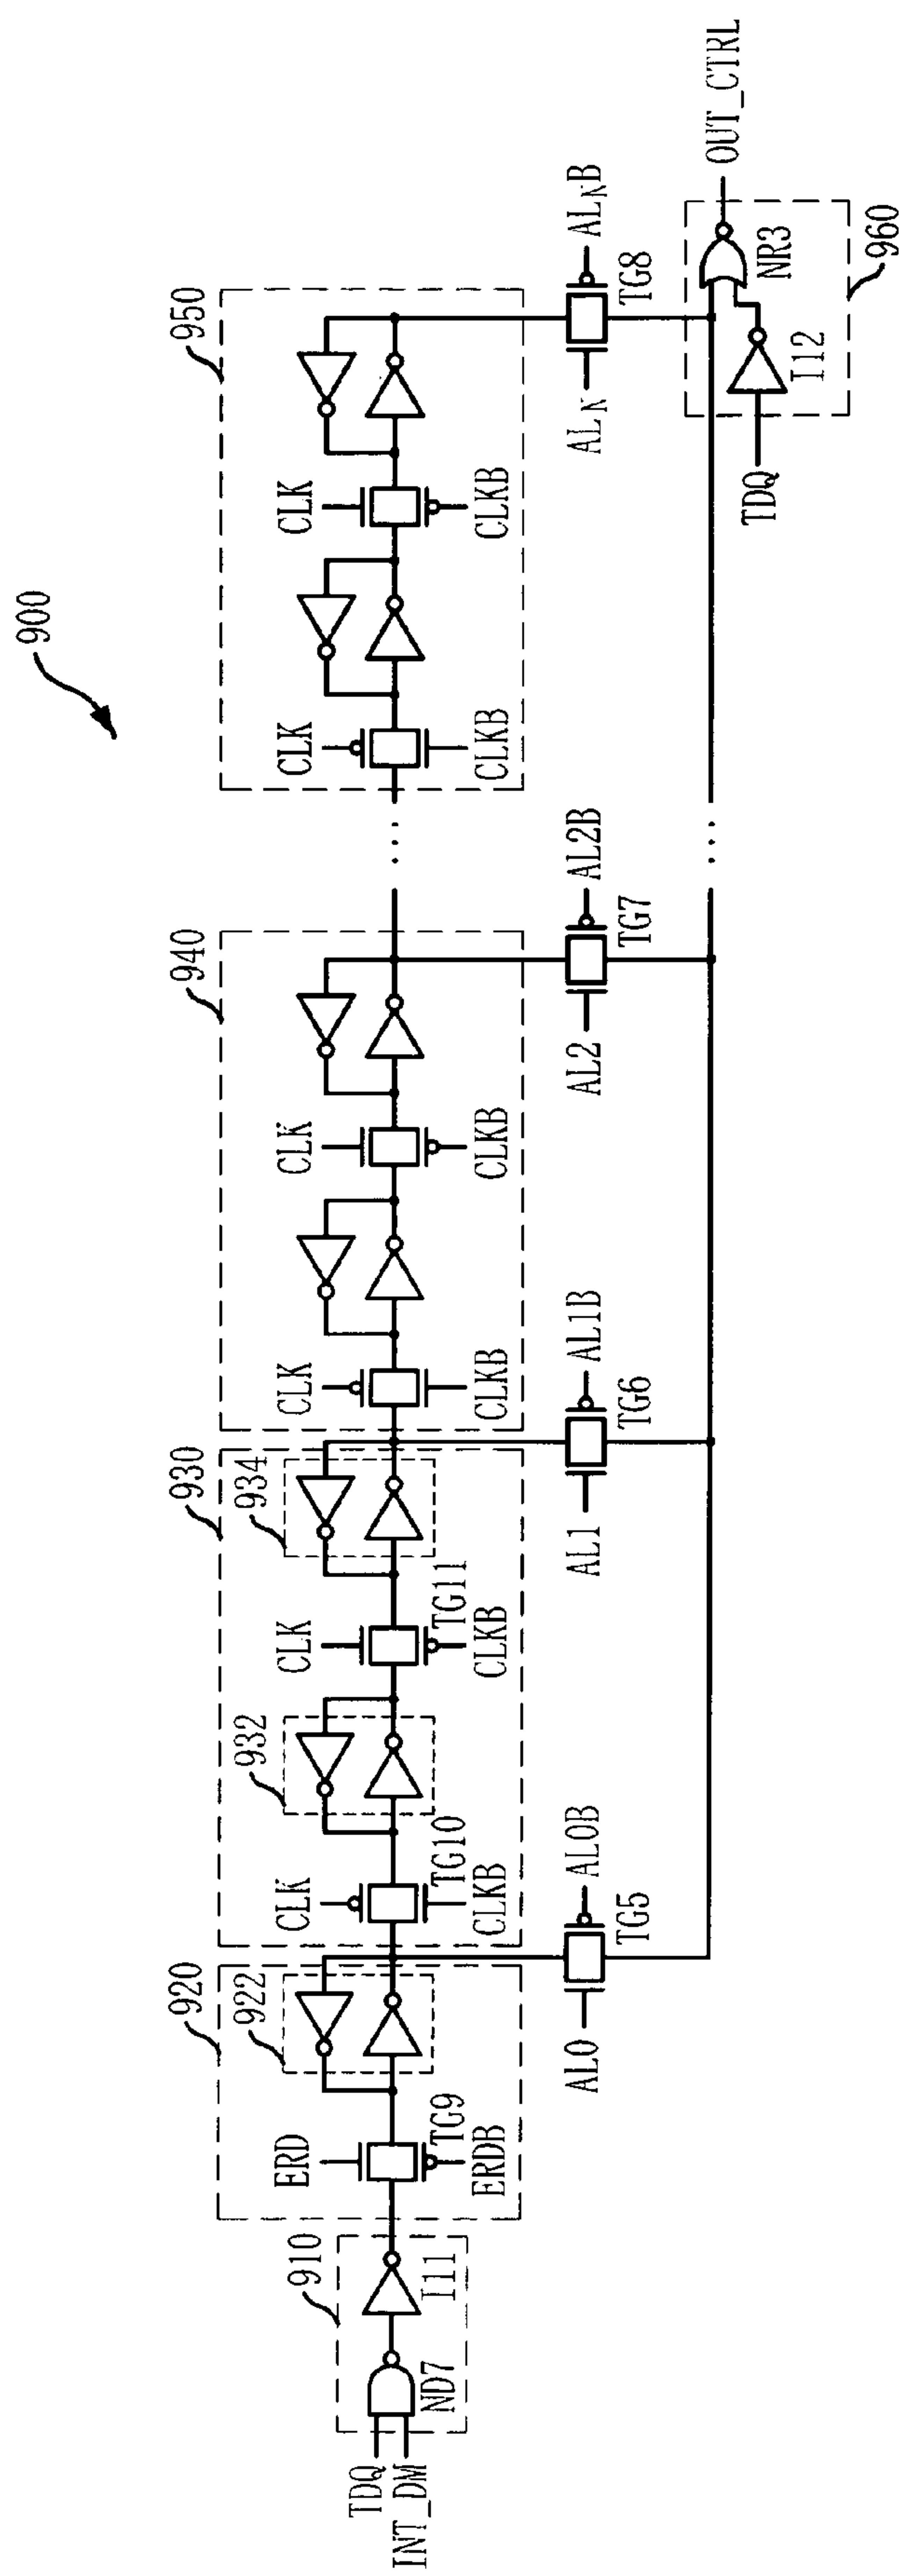 900
910
TDQ
INT_DM
ND7
I11
920
922
ERD
TG9
ERDB
930
932
CLK
TG10
CLKB
934
CLK
TG11
CLKB
940
CLK
CLKB
CLK
CLKB
...
950
CLK
CLKB
CLK
CLKB
AL0
AL0B
TG5
AL1
AL1B
TG6
AL2
AL2B
TG7
...
ALN
ALNB
TG8
TDQ
I12
NR3
OUT_CTRL
960